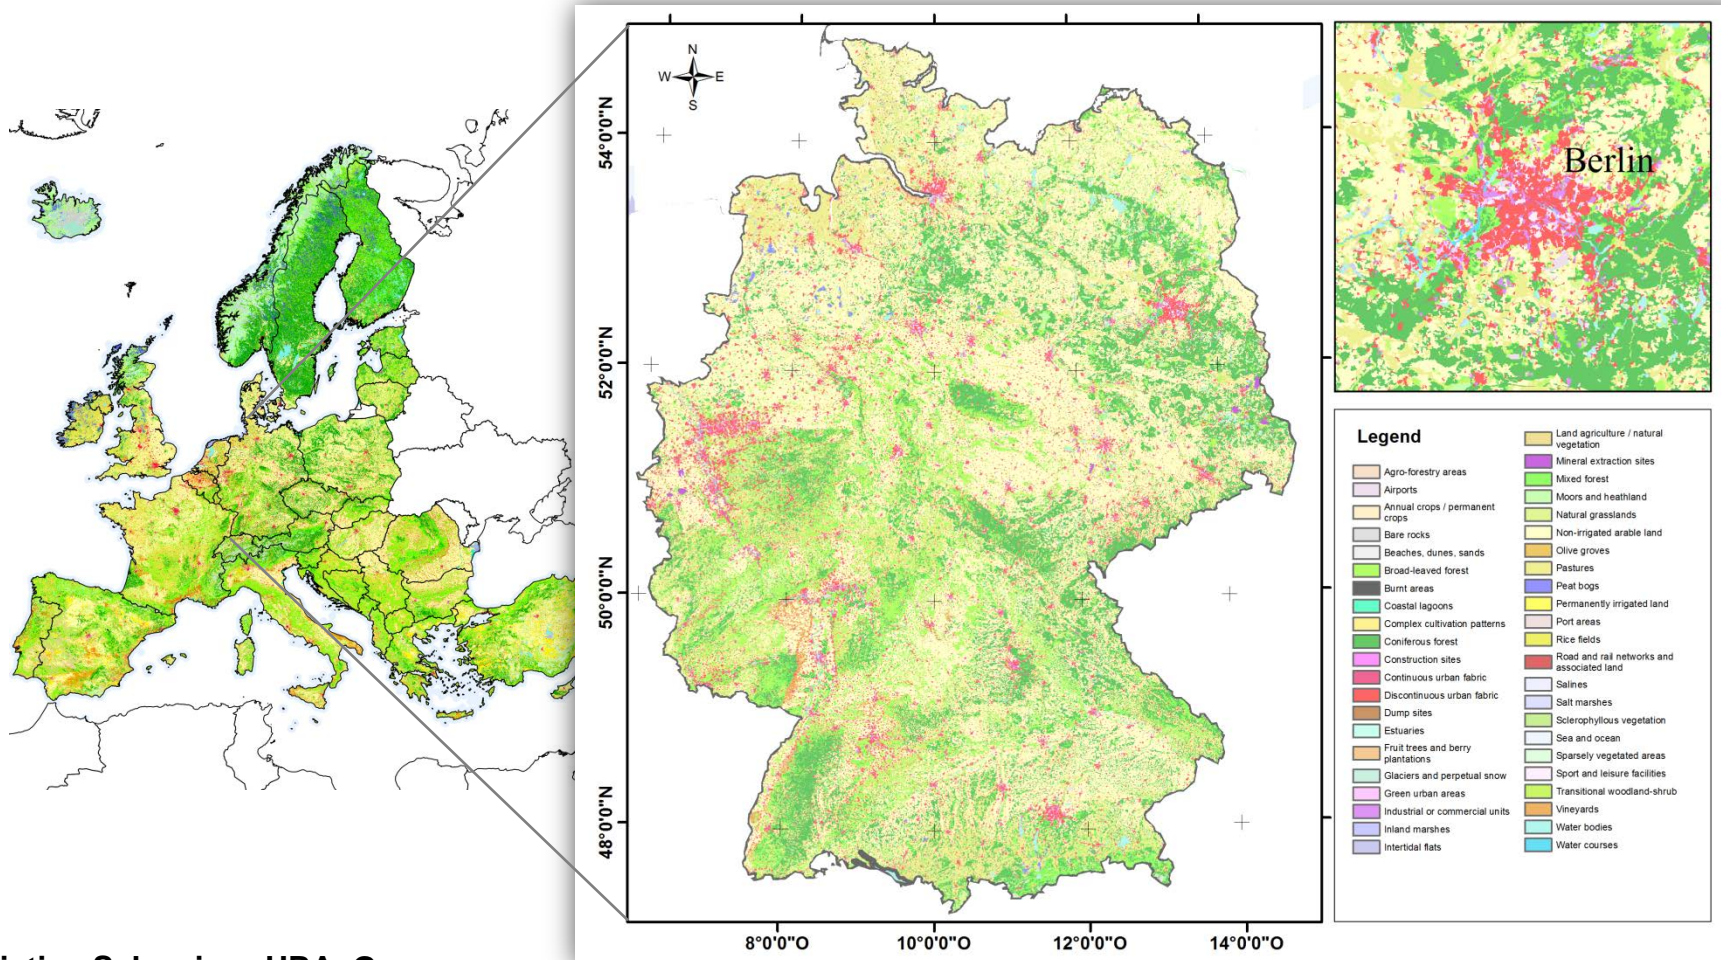 N
W E
S
54°0'0"N
52°0'0"N
50°0'0"N
48°0'0"N
8°0'0"O 10°0'0"O 12°0'0"O 14°0'0"O
Berlin
Legend
Agro-forestry areas
Airports
Annual crops / permanent
crops
Bare rocks
Beaches, dunes, sands
Broad-leaved forest
Burnt areas
Coastal lagoons
Complex cultivation patterns
Coniferous forest
Construction sites
Continuous urban fabric
Discontinuous urban fabric
Dump sites
Estuaries
Fruit trees and berry
plantations
Glaciers and perpetual snow
Green urban areas
Industrial or commercial units
Inland marshes
Intertidal flats
Land agriculture / natural
vegetation
Mineral extraction sites
Mixed forest
Moors and heathland
Natural grasslands
Non-irrigated arable land
Olive groves
Pastures
Peat bogs
Permanently irrigated land
Port areas
Rice fields
Road and rail networks and
associated land
Salines
Salt marshes
Sclerophyllous vegetation
Sea and ocean
Sparsely vegetated areas
Sport and leisure facilities
Transitional woodland-shrub
Vineyards
Water bodies
Water courses